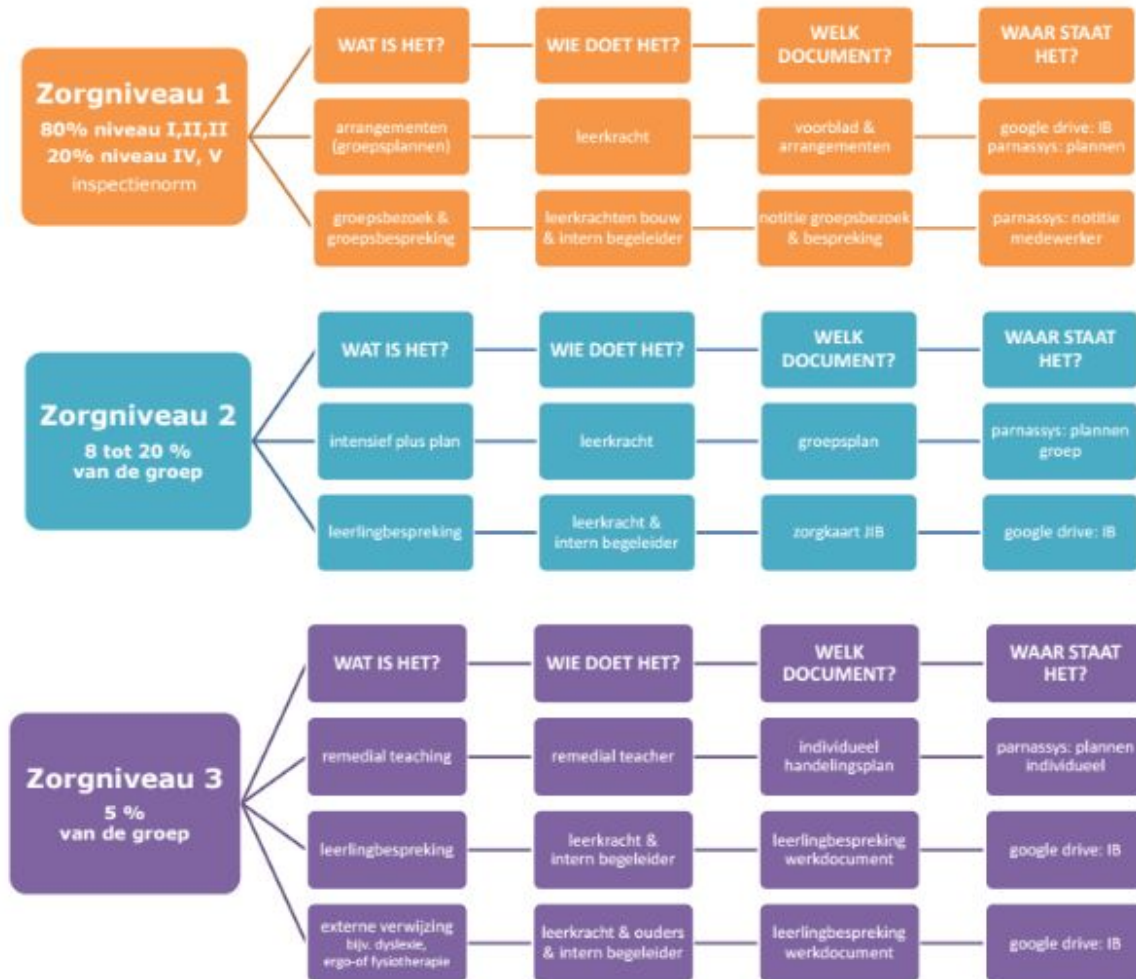 WAT IS HET?
WIE DOET HET?
WELK
DOCUMENT?
WAAR STAAT
HET?
Zorgniveau 1
80% niveau I,II,II
20% niveau IV, V
inspectienorm
arrangementen
(groepsplannen)
leerkracht
voorblad &
arrangementen
google drive: IB
parnassys: plannen
groepsbezoek &
groepsbespreking
leerkrachten bouw
& intern begeleider
notitie groepsbezoek
& bespreking
parnassys: notitie
medewerker
WAT IS HET?
WIE DOET HET?
WELK
DOCUMENT?
WAAR STAAT
HET?
Zorgniveau 2
8 tot 20 %
van de groep
intensief plus plan
leerkracht
groepsplan
parnassys: plannen
groep
leerlingbespreking
leerkracht &
intern begeleider
zorgkaart JIB
google drive: IB
WAT IS HET?
WIE DOET HET?
WELK
DOCUMENT?
WAAR STAAT
HET?
Zorgniveau 3
5 %
van de groep
remedial teaching
remedial teacher
individueel
handelingsplan
parnassys: plannen
individueel
leerlingbespreking
leerkracht &
intern begeleider
leerlingbespreking
werkdocument
google drive: IB
externe verwijzing
bijv. dyslexie,
ergo-of fysiotherapie
leerkracht & ouders
& intern begeleider
leerlingbespreking
werkdocument
google drive: IB